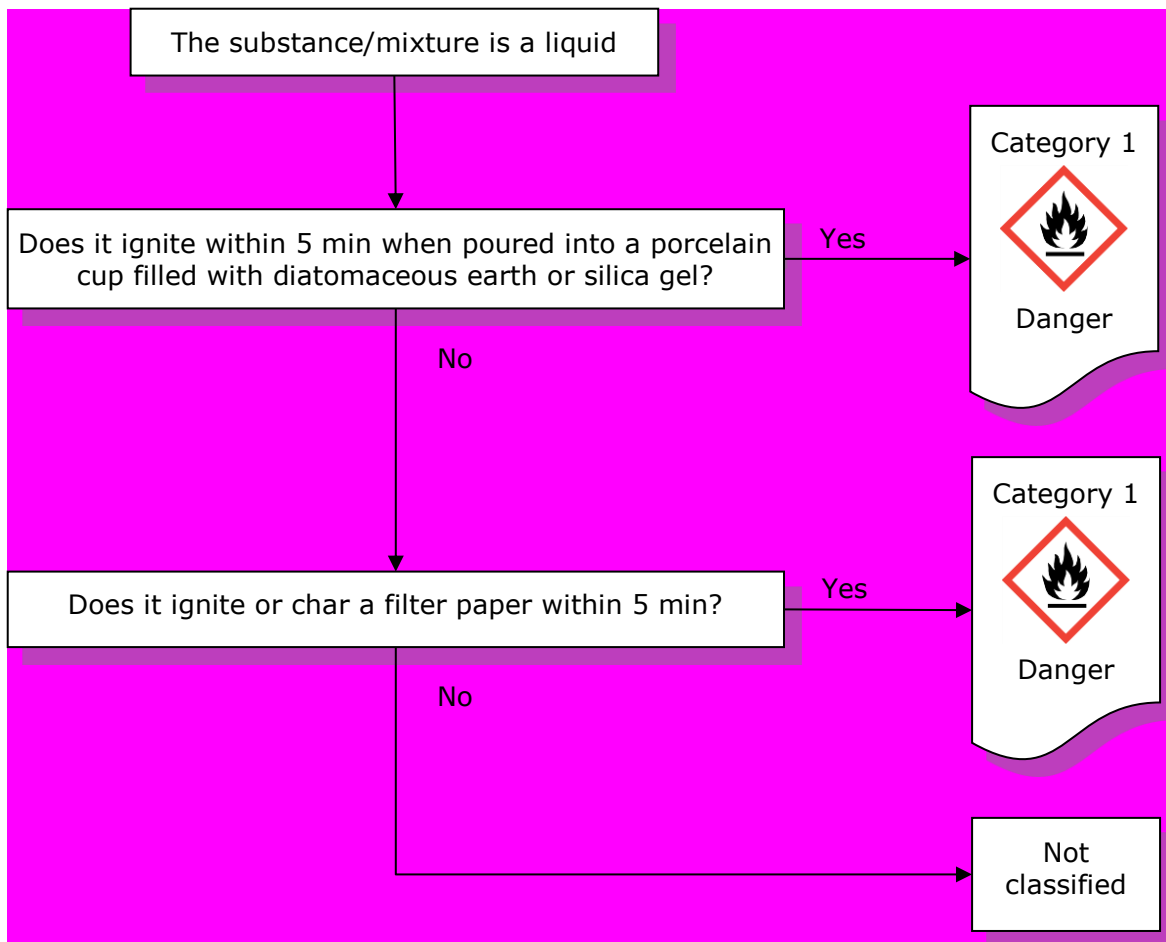 The substance/mixture is a liquid
Category 1
Does it ignite within 5 min when poured into a porcelain
cup filled with diatomaceous earth or silica gel?
Yes
Danger
No
Category 1
Does it ignite or char a filter paper within 5 min?
Yes
Danger
No
Not
classified